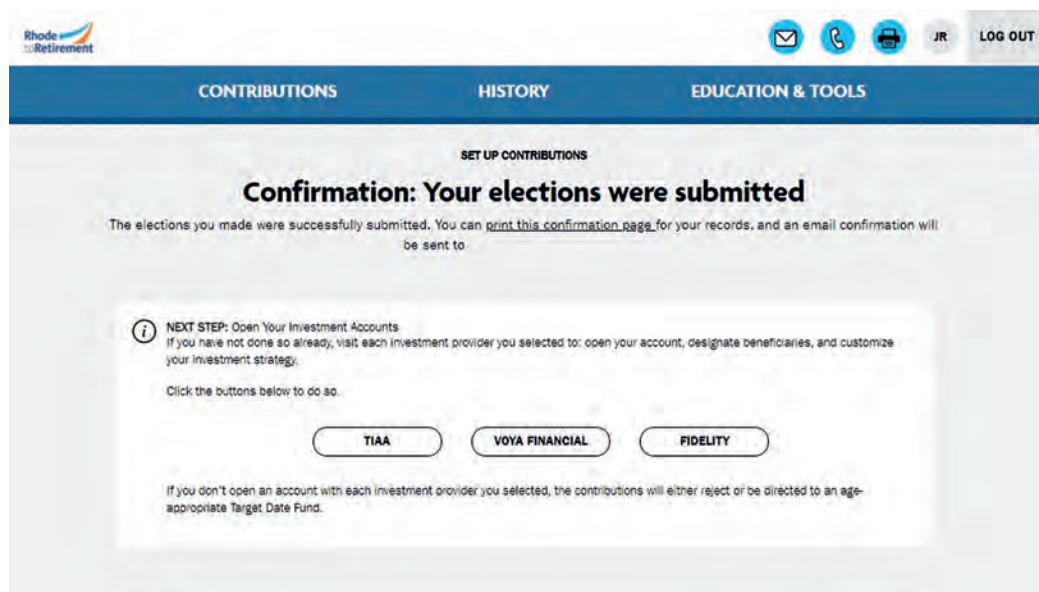 Rhode
toRetirement
JR
LOG OUT
CONTRIBUTIONS
HISTORY
EDUCATION & TOOLS
SET UP CONTRIBUTIONS
Confirmation: Your elections were submitted
The elections you made were successfully submitted. You can print this confirmation page for your records, and an email confirmation will
be sent to
NEXT STEP: Open Your Investment Accounts
If you have not done so already, visit each investment provider you selected to: open your account, designate beneficiaries, and customize
your investment strategy.
Click the buttons below to do so.
TIAA
VOYA FINANCIAL
FIDELITY
If you don't open an account with each investment provider you selected, the contributions will either reject or be directed to an age-
appropriate Target Date Fund.